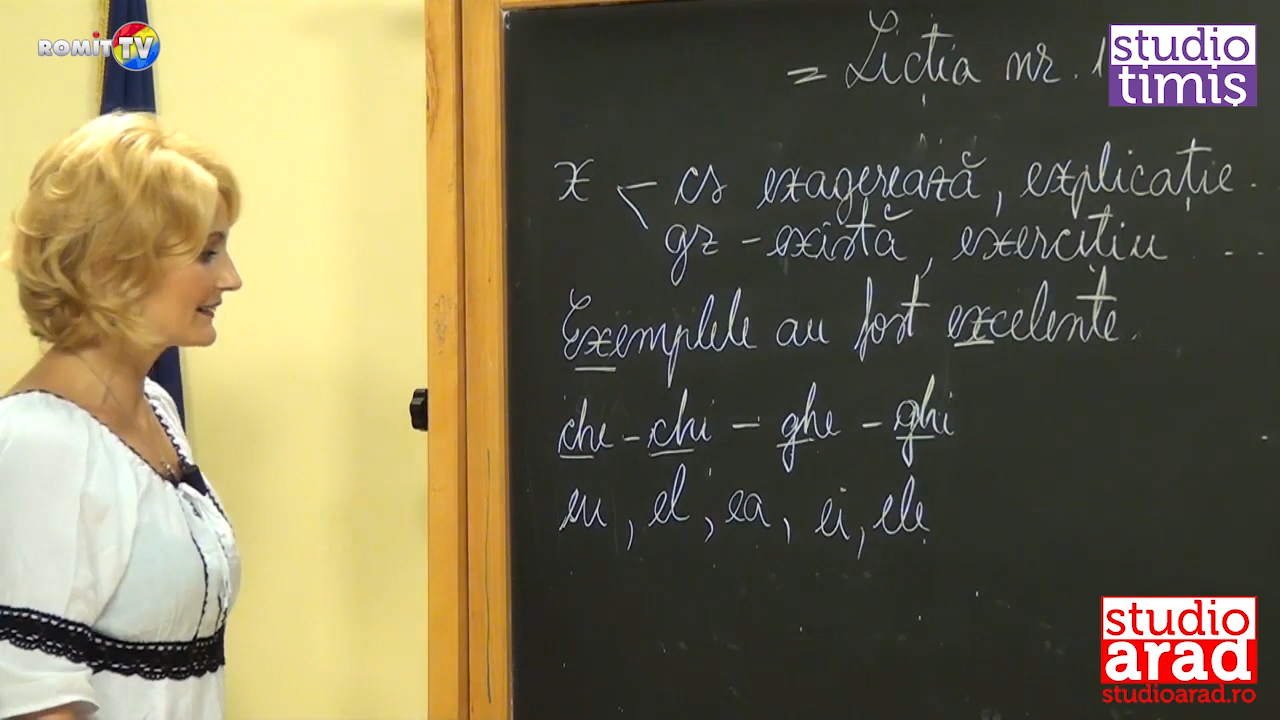 ROMIT TV
studio
timiș
= Licția nr. 1
x - cs exagerează, explicație.
gz - există, exercițiu ...
Exemplele au fost excelente.
che - chi - ghe - ghi
eu, el, ea, ei, ele
studio
arad
studioarad.ro